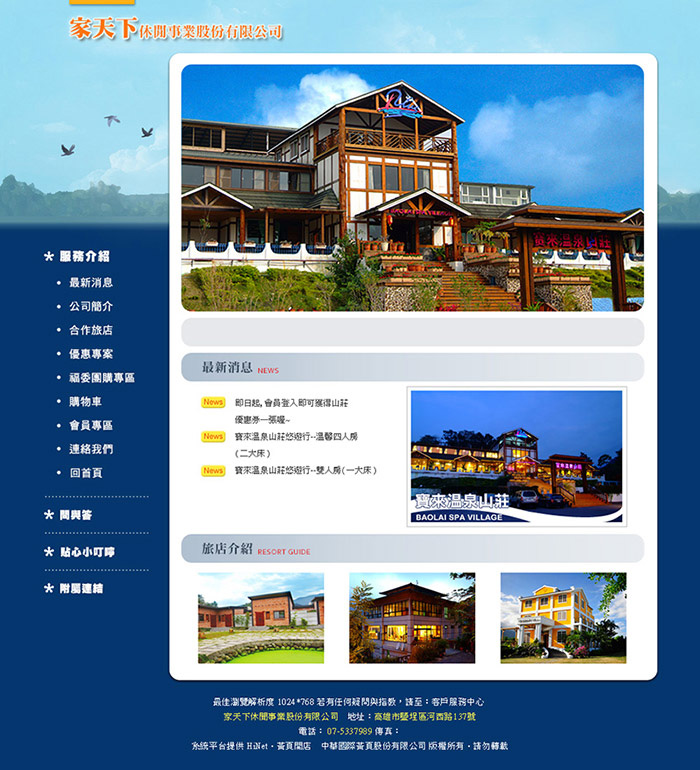 家天下休閒事業股份有限公司
寶來溫泉山莊
* 服務介紹
• 最新消息
• 公司簡介
• 合作旅店
• 優惠專案
• 福委團購專區
• 購物車
• 會員專區
• 連絡我們
• 回首頁
* 問與答
* 貼心小叮嚀
* 附屬連結
最新消息 NEWS
News 即日起, 會員登入即可獲得山莊
優惠券一張喔~
News 寶來溫泉山莊悠遊行--溫馨四人房
(二大床)
News 寶來溫泉山莊悠遊行--雙人房(一大床)
寶來溫泉山莊
BAOLAI SPA VILLAGE
旅店介紹 RESORT GUIDE
最佳瀏覽解析度 1024*768 若有任何疑問與指教，請至：客戶服務中心
家天下休閒事業股份有限公司 地址：高雄市鹽埕區河西路137號
電話： 07-5337989 傳真：
系統平台提供 HiNet‧黃頁開店 中華國際黃頁股份有限公司 版權所有‧請勿轉載